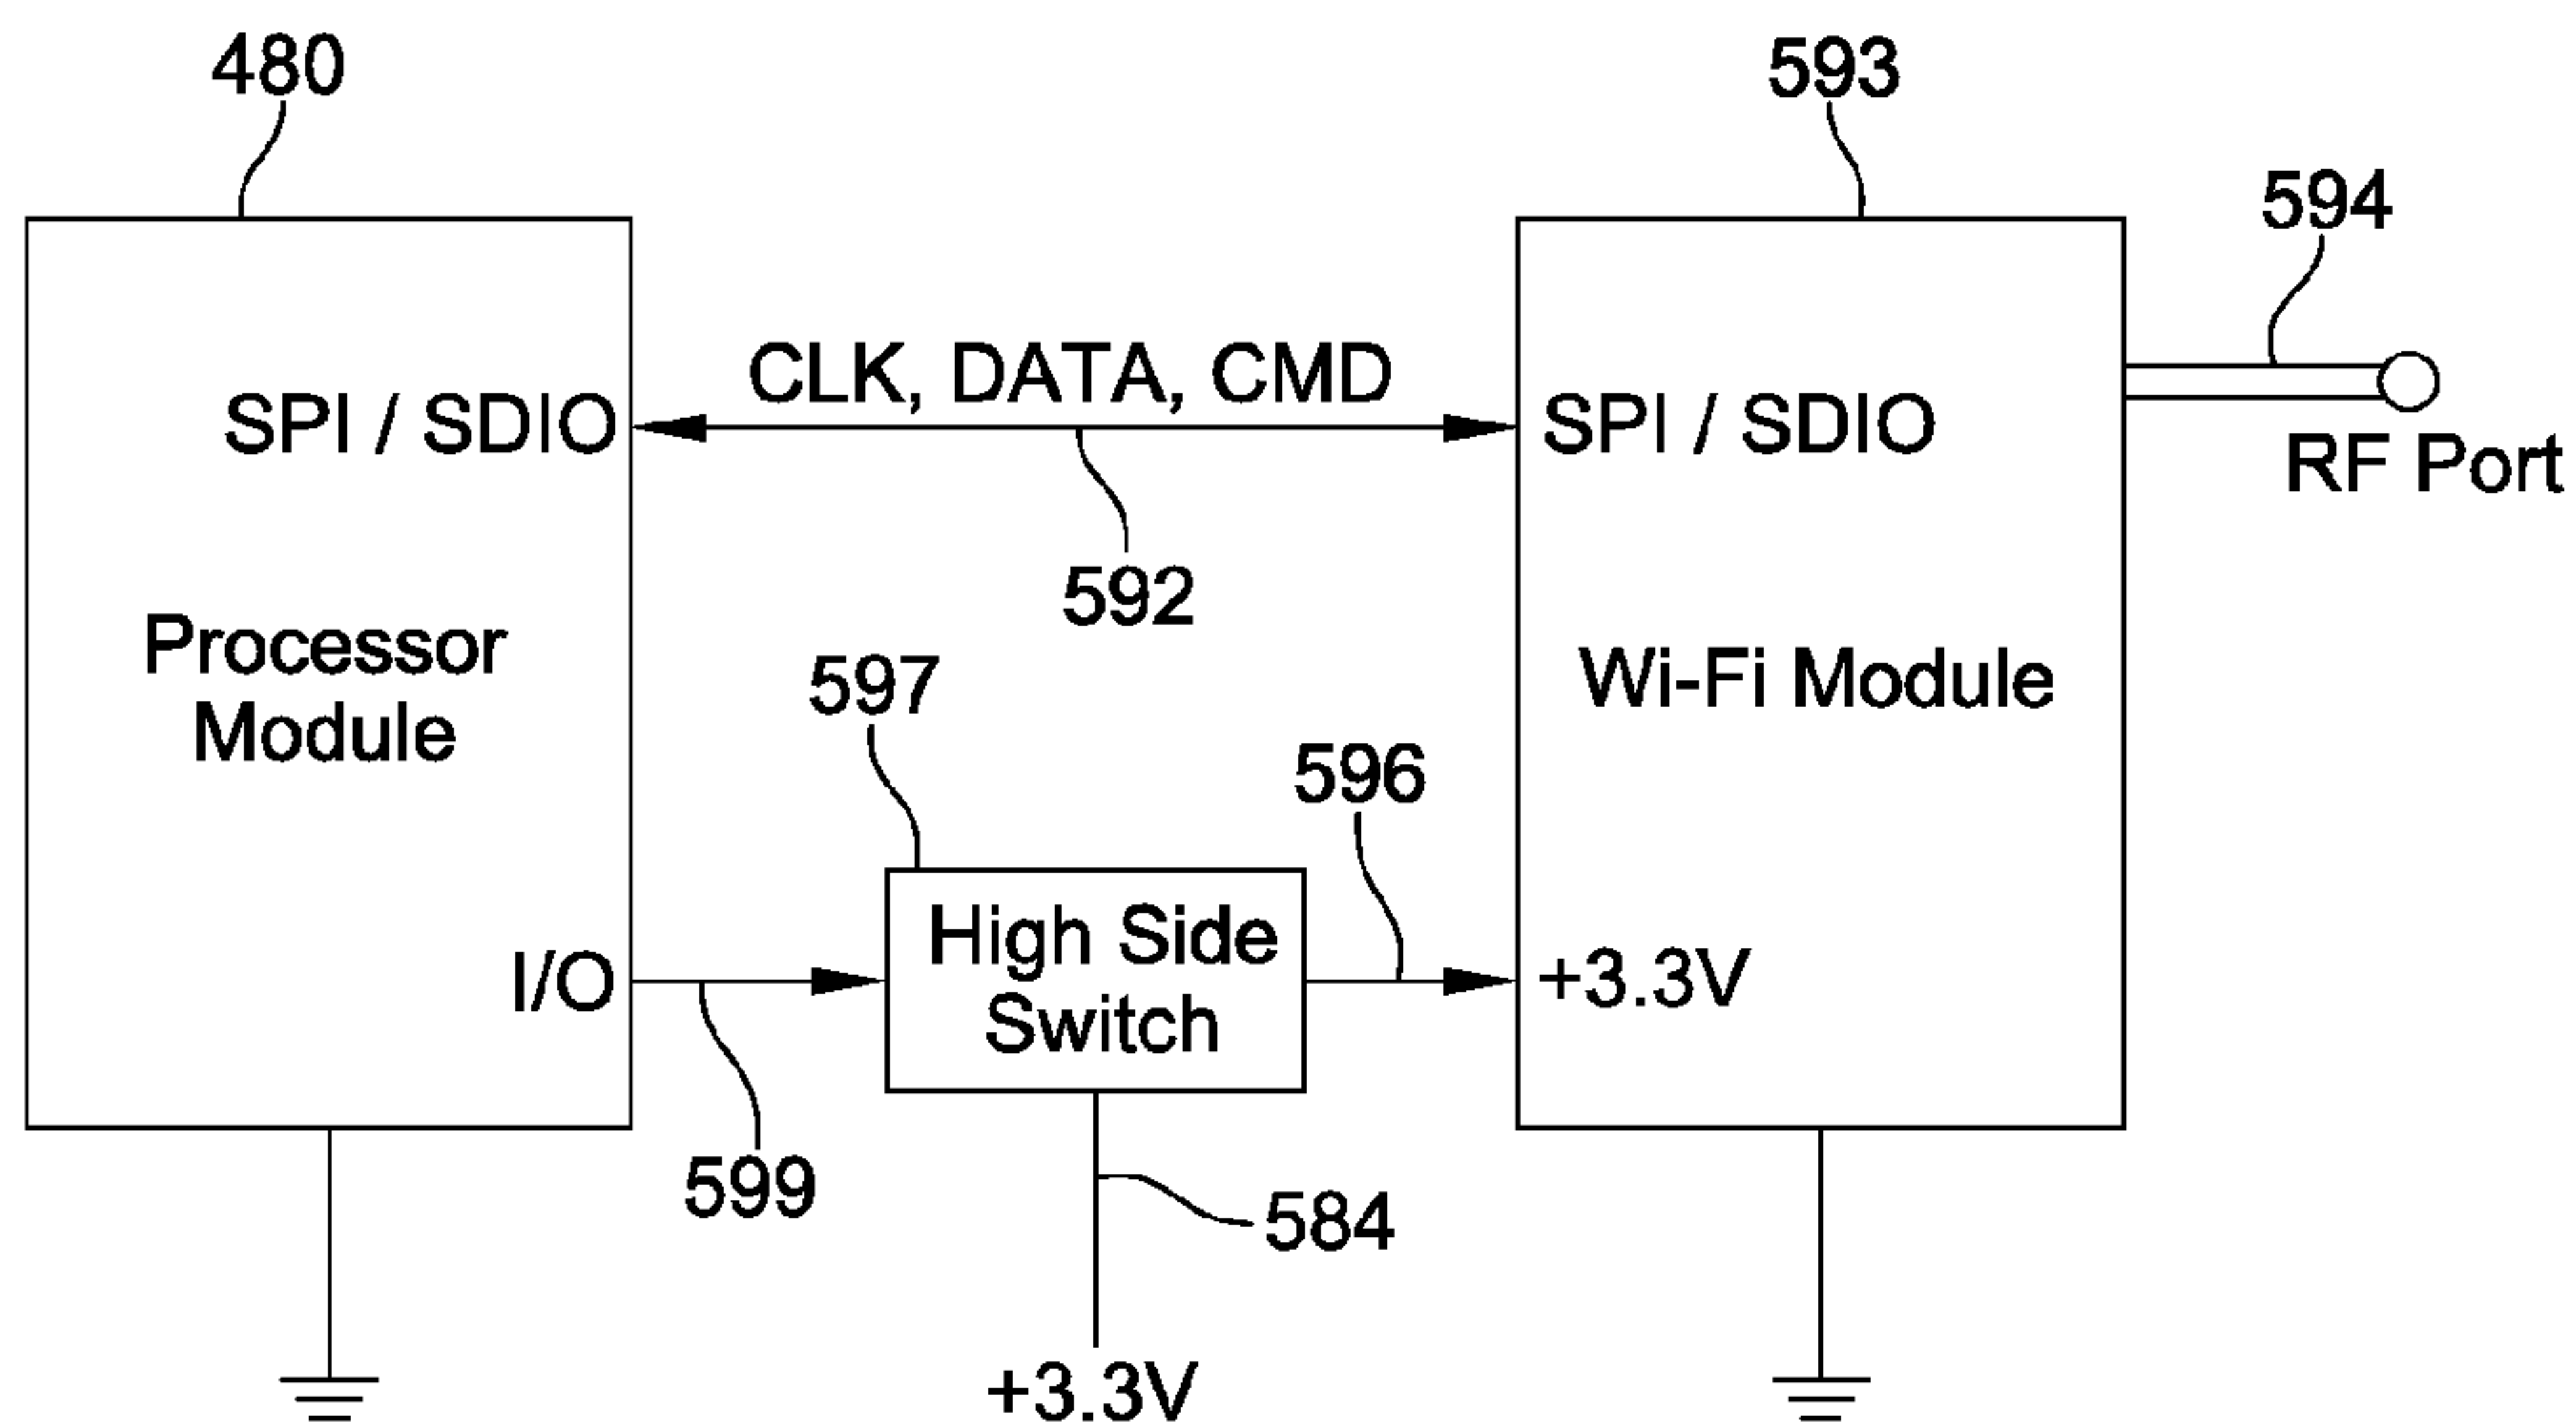 480
593
594
CLK, DATA, CMD
SPI / SDIO
SPI / SDIO
RF Port
592
Processor
Module
Wi-Fi Module
597
596
High Side
Switch
I/O
+3.3V
599
584
+3.3V